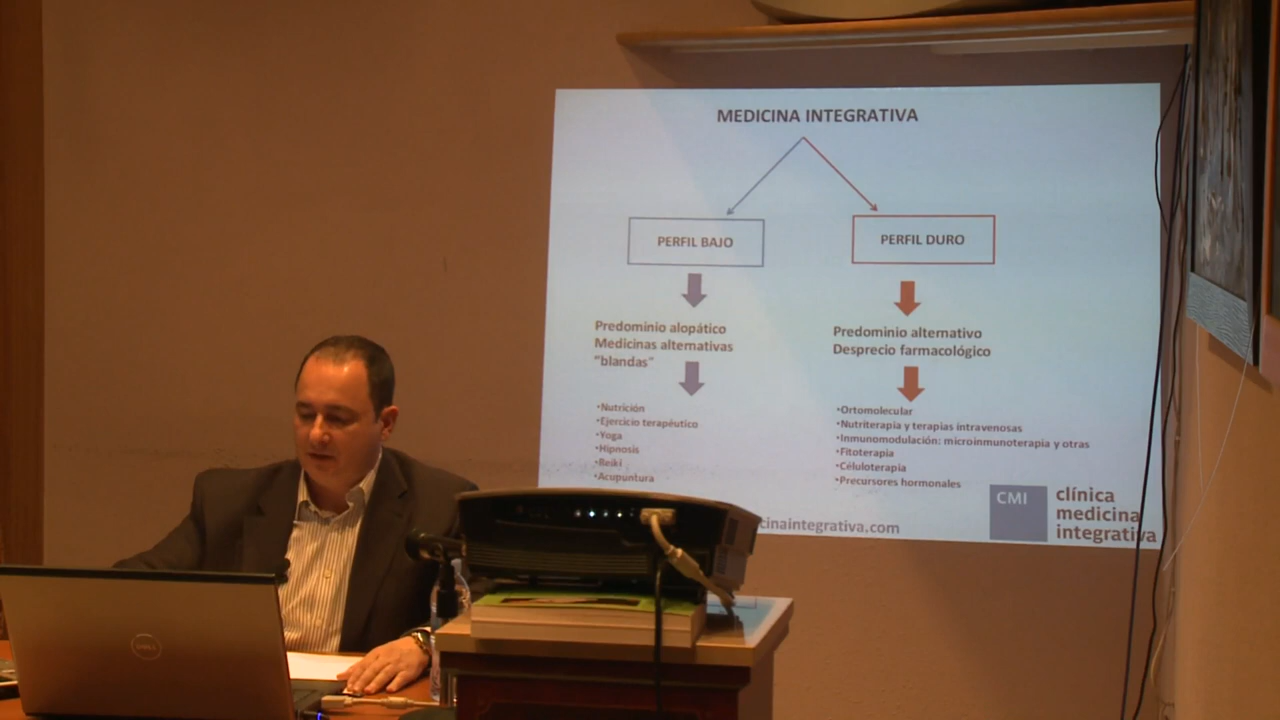 MEDICINA INTEGRATIVA
PERFIL BAJO
PERFIL DURO
Predominio alopático
Medicinas alternativas
"blandas"
Predominio alternativo
Desprecio farmacológico
•Nutrición
•Ejercicio terapéutico
•Yoga
•Hipnosis
•Reiki
•Acupuntura
•Ortomolecular
•Nutriterapia y terapias intravenosas
•Inmunomodulación: microinmunoterapia y otras
•Fitoterapia
•Céluloterapia
•Precursores hormonales
cinaintegrativa.com
CMI
clínica
medicina
integrativa
DELL